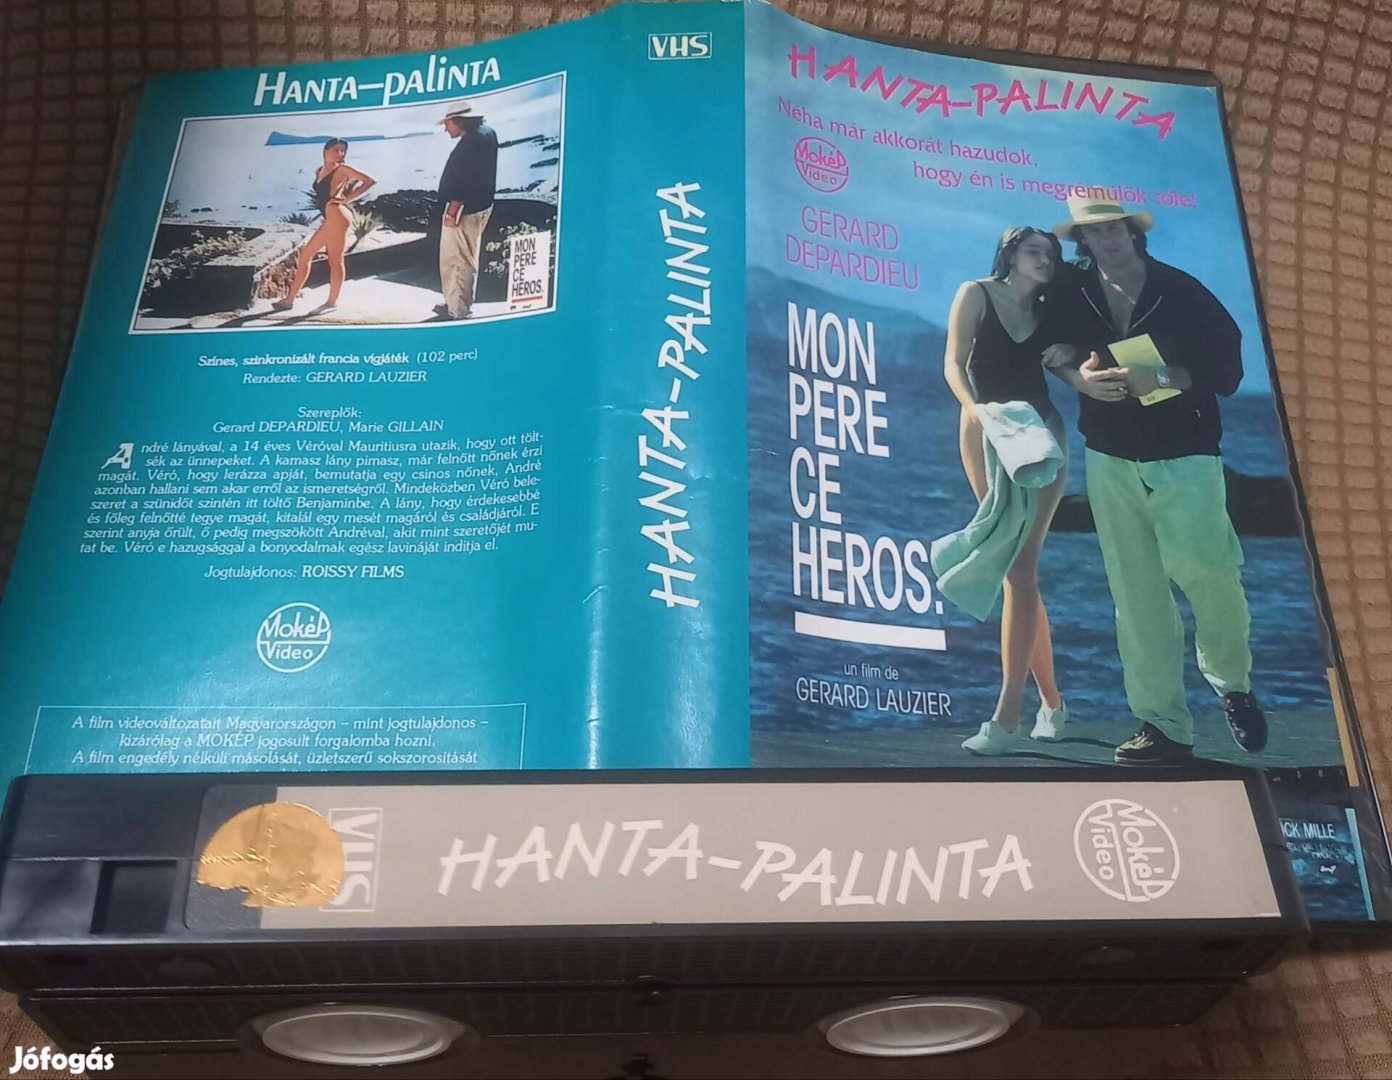 HANTA-PALINTA
MON
PERE
CE
HEROS.
Színes, szinkronizált francia vígjáték (102 perc)
Rendezte: GERARD LAUZIER
Szereplők:
Gerard DEPARDIEU, Marie GILLAIN
André lányával, a 14 éves Véróval Mauritiusra utazik, hogy ott tölt-
sék az ünnepeket. A kamasz lány pimasz, már felnőtt nőnek érzi
magát. Véró, hogy lerázza apját, bemutatja egy csinos nőnek, André
azonban hallani sem akar erről az ismeretségről. Mindeközben Véró bele-
szeret a szünidőt szintén itt töltő Benjaminbe. A lány, hogy érdekesebbé
és főleg felnőtté tegye magát, kitalál egy mesét magáról és családjáról. E
szerint anyja őrült, ő pedig megszökött Andréval, akit mint szeretőjét mu-
tat be. Véró e hazugsággal a bonyodalmak egész lavináját indítja el.
Jogtulajdonos: ROISSY FILMS
Mokép
Video
A film videováltozatait Magyarországon – mint jogtulajdonos –
kizárólag a MOKÉP jogosult forgalomba hozni.
A film engedély nélküli másolását, üzletszerű sokszorosítását
VHS
HANTA-PALINTA
HANTA-PALINTA
Néha már akkorát hazudok,
hogy én is megrémülök tőle!
Mokép
Video
GERARD
DEPARDIEU
MON
PERE
CE
HEROS.
un film de
GERARD LAUZIER
ICK MILLE
VHS
HANTA-PALINTA
Mokép
Video
Jófogás